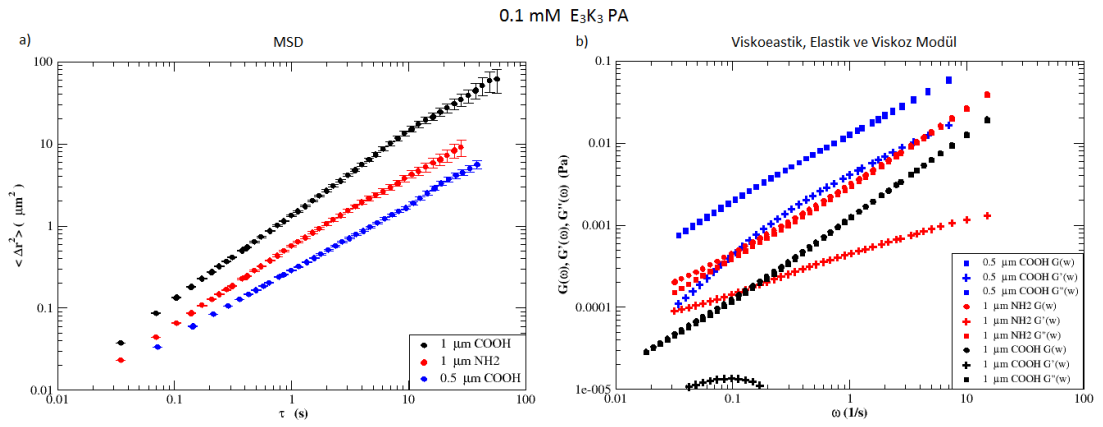 0.1 mM E₃K₃ PA
a)
MSD
100
10
1
0.1
0.01
< Δr²> ( μm²)
0.01
0.1
1
10
100
τ (s)
1 μm COOH
1 μm NH2
0.5 μm COOH
b)
Viskoeastik, Elastik ve Viskoz Modül
0.1
0.01
0.001
0.0001
1e-005
G(ω), G'(ω), G''(ω) (Pa)
0.01
0.1
1
10
100
ω (1/s)
0.5 μm COOH G(w)
0.5 μm COOH G'(w)
0.5 μm COOH G"(w)
1 μm NH2 G(w)
1 μm NH2 G'(w)
1 μm NH2 G"(w)
1 μm COOH G(w)
1 μm COOH G'(w)
1 μm COOH G"(w)